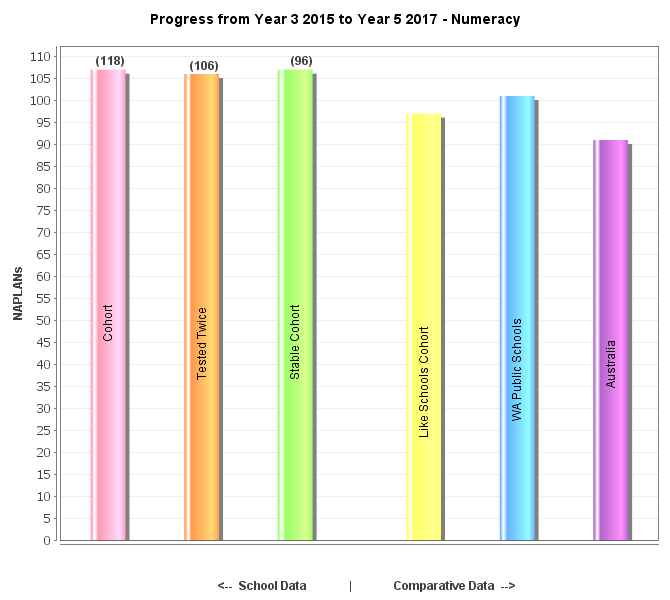 Progress from Year 3 2015 to Year 5 2017 - Numeracy
(118)
(106)
(96)
110
105
100
95
90
85
80
75
70
65
60
55
50
45
40
35
30
25
20
15
10
5
0
NAPLANs
Cohort
Tested Twice
Stable Cohort
Like Schools Cohort
WA Public Schools
Australia
<-- School Data | Comparative Data -->